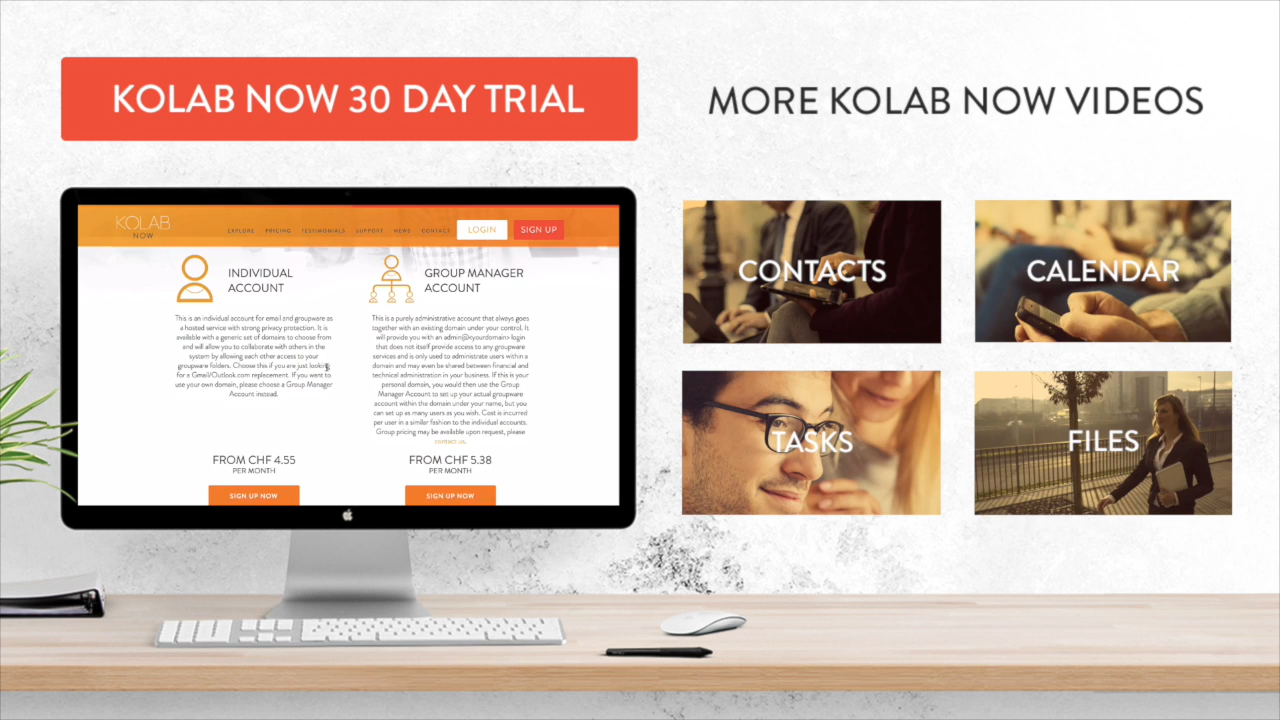 KOLAB NOW 30 DAY TRIAL
MORE KOLAB NOW VIDEOS
KOLAB
NOW
EXPLORE PRICING TESTIMONIALS SUPPORT NEWS CONTACT LOGIN SIGN UP
INDIVIDUAL
ACCOUNT
This is an individual account for email and groupware as
a hosted service with strong privacy protection. It is
available with a generic set of domains to choose from
and will allow you to collaborate with others in the
system by allowing each other access to your
groupware folders. Choose this if you are just looking
for a Gmail/Outlook.com replacement. If you want to
use your own domain, please choose a Group Manager
Account instead.
FROM CHF 4.55
PER MONTH
SIGN UP NOW
GROUP MANAGER
ACCOUNT
This is a purely administrative account that always goes
together with an existing domain under your control. It
will provide you with an admin@<yourdomain> login
that does not itself provide access to any groupware
services and is only used to administrate users within a
domain and may even be shared between financial and
technical administration in your business. If this is your
personal domain, you would then use the Group
Manager Account to set up your actual groupware
account within the domain under your name, but you
can set up as many users as you wish. Cost is incurred
per user in a similar fashion to the individual accounts.
Group pricing may be available upon request, please
contact us.
FROM CHF 5.38
PER MONTH
SIGN UP NOW
CONTACTS
CALENDAR
TASKS
FILES